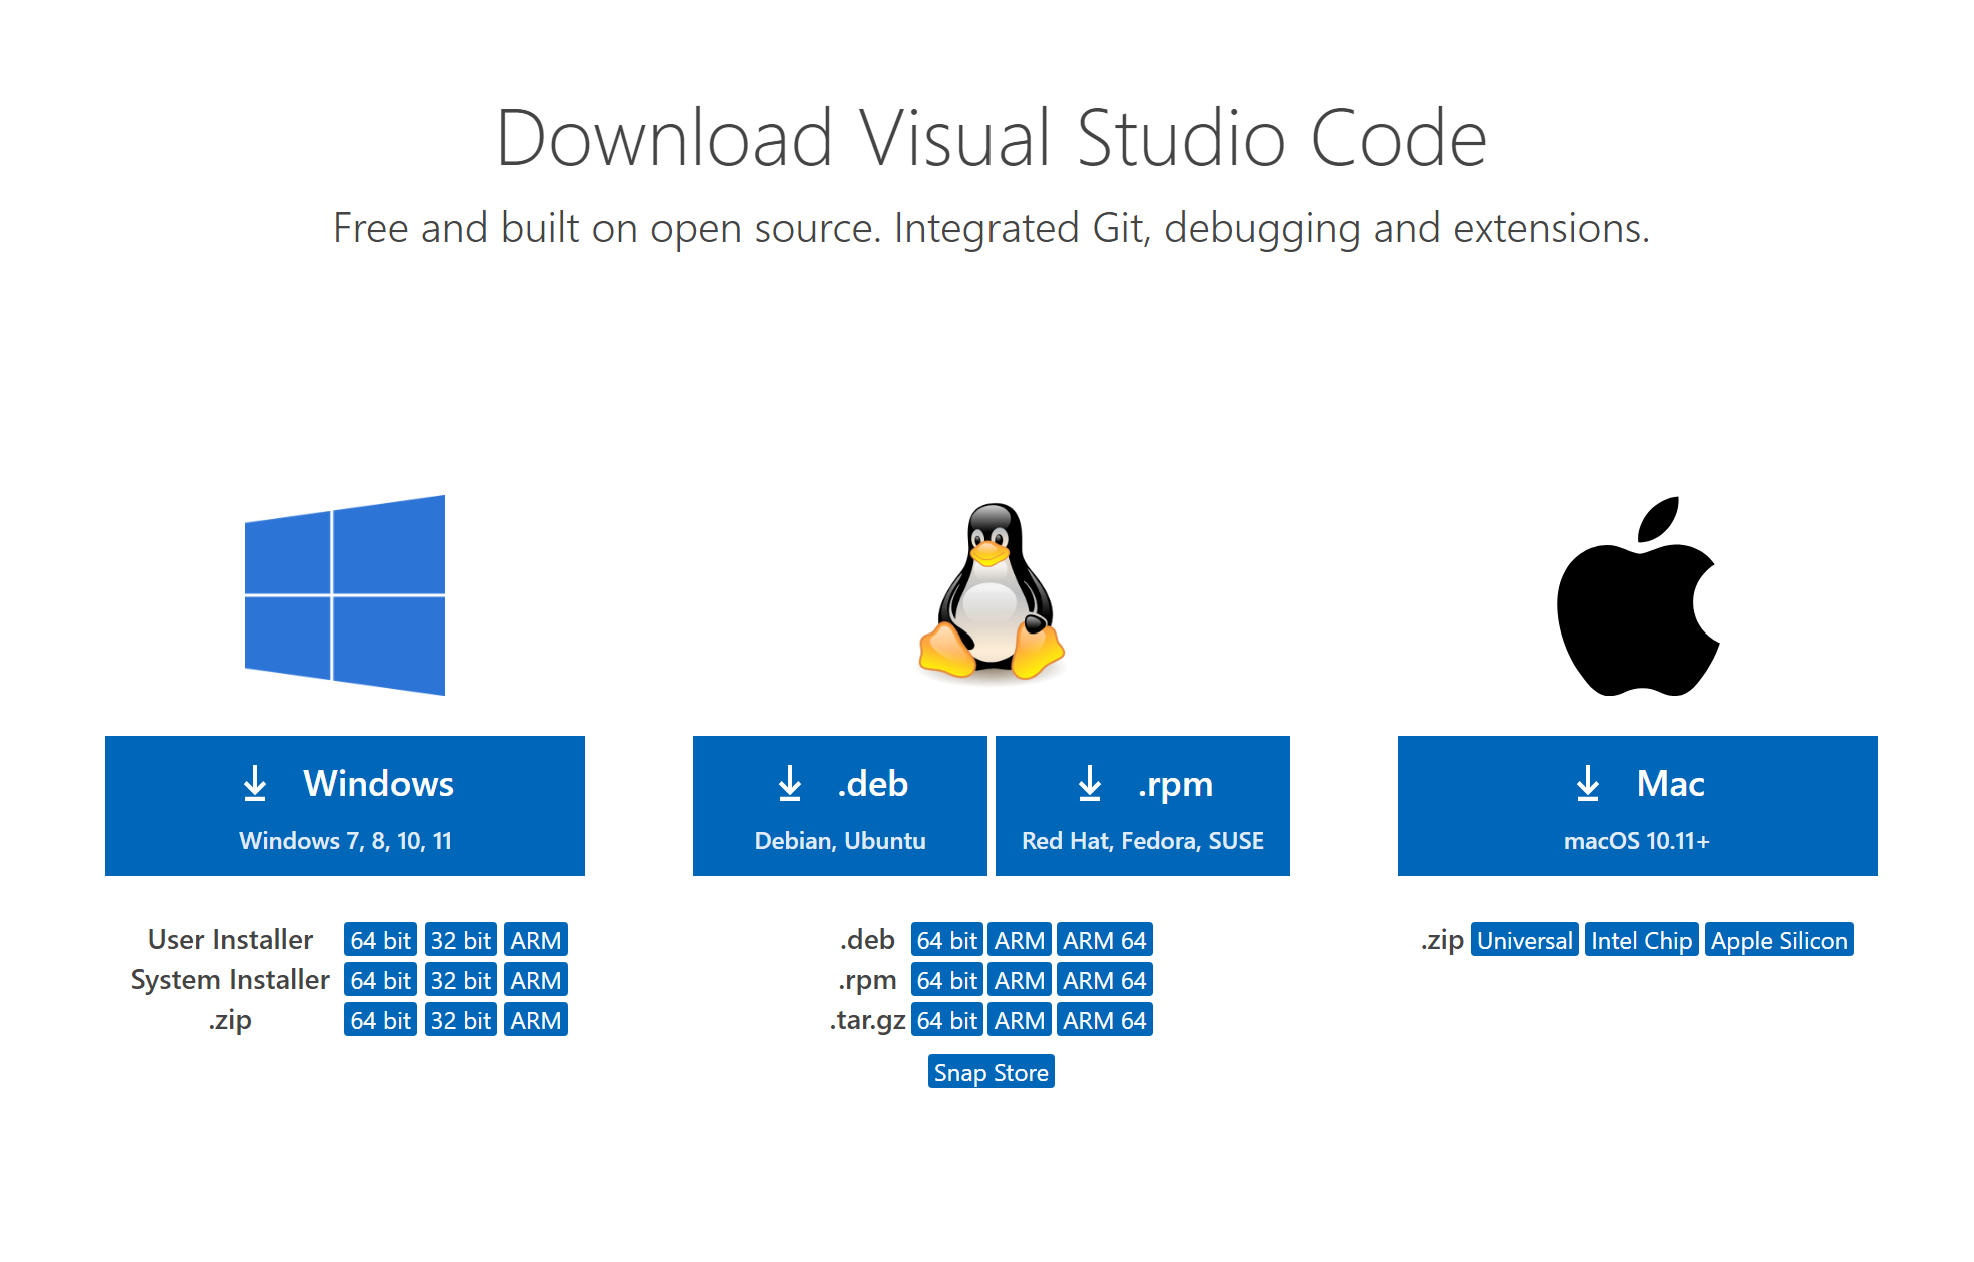 Download Visual Studio Code
Free and built on open source. Integrated Git, debugging and extensions.
Windows
Windows 7, 8, 10, 11
User Installer 64 bit 32 bit ARM
System Installer 64 bit 32 bit ARM
.zip 64 bit 32 bit ARM
.deb
Debian, Ubuntu
.rpm
Red Hat, Fedora, SUSE
.deb 64 bit ARM ARM 64
.rpm 64 bit ARM ARM 64
.tar.gz 64 bit ARM ARM 64
Snap Store
Mac
macOS 10.11+
.zip Universal Intel Chip Apple Silicon